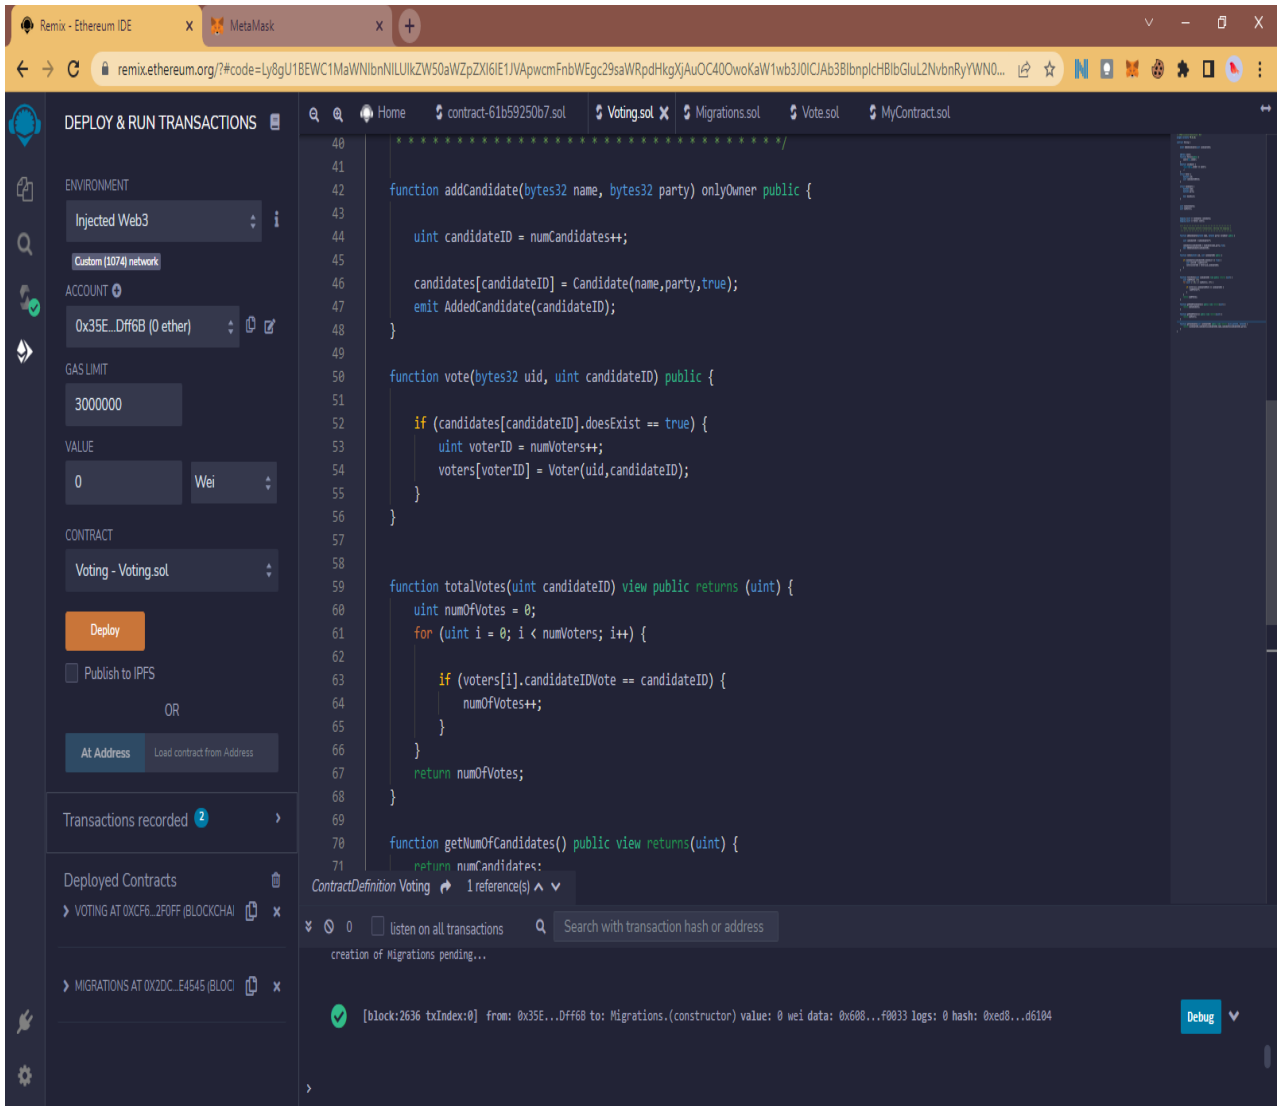 Remix - Ethereum IDE
MetaMask
remix.ethereum.org/?#code=Ly8gU1BEWC1MaWNlbnNlLUlkZW50aWZpZXI6IE1JVApwcmFnbWEgc29saWRpdHkgXjAuOC40OwoKaW1wb3J0ICJAb3BlbnplcHBlbGluL2NvbnRyYWN0...
DEPLOY & RUN TRANSACTIONS
ENVIRONMENT
Injected Web3
Custom (1074) network
ACCOUNT
0x35E...Dff6B (0 ether)
GAS LIMIT
3000000
VALUE
0
Wei
CONTRACT
Voting - Voting.sol
Deploy
Publish to IPFS
OR
At Address Load contract from Address
Transactions recorded 2
Deployed Contracts
VOTING AT 0XCF6...2F0FF (BLOCKCHAI
MIGRATIONS AT 0X2DC...E4545 (BLOCI
Home contract-61b59250b7.sol Voting.sol Migrations.sol Vote.sol MyContract.sol
40 * * * * * * * * * * * * * * * * * * * * * * * * * * * * * * * */
41
42 function addCandidate(bytes32 name, bytes32 party) onlyOwner public {
43
44 uint candidateID = numCandidates++;
45
46 candidates[candidateID] = Candidate(name,party,true);
47 emit AddedCandidate(candidateID);
48 }
49
50 function vote(bytes32 uid, uint candidateID) public {
51
52 if (candidates[candidateID].doesExist == true) {
53 uint voterID = numVoters++;
54 voters[voterID] = Voter(uid,candidateID);
55 }
56 }
57
58
59 function totalVotes(uint candidateID) view public returns (uint) {
60 uint numOfVotes = 0;
61 for (uint i = 0; i < numVoters; i++) {
62
63 if (voters[i].candidateIDVote == candidateID) {
64 numOfVotes++;
65 }
66 }
67 return numOfVotes;
68 }
69
70 function getNumOfCandidates() public view returns(uint) {
71 return numCandidates;
ContractDefinition Voting 1 reference(s)
0 listen on all transactions Search with transaction hash or address
creation of Migrations pending...
[block:2636 txIndex:0] from: 0x35E...Dff6B to: Migrations.(constructor) value: 0 wei data: 0x608...f0033 logs: 0 hash: 0xed8...d6104
Debug
>